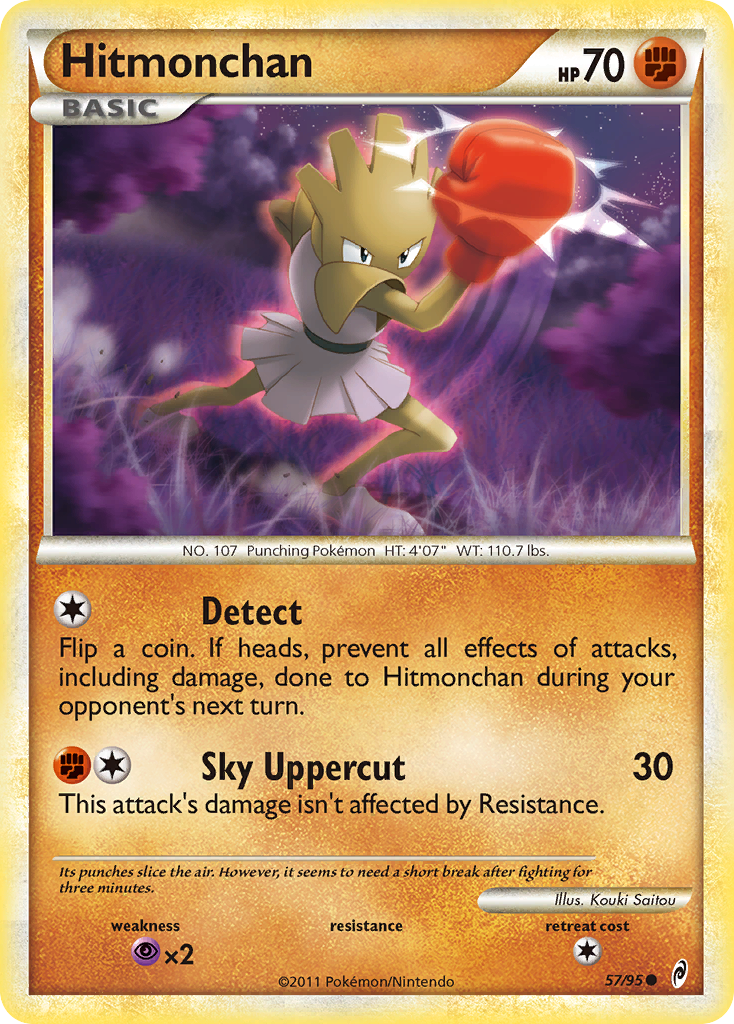 Hitmonchan
HP 70
BASIC
NO. 107 Punching Pokémon HT: 4'07" WT: 110.7 lbs.
Detect
Flip a coin. If heads, prevent all effects of attacks,
including damage, done to Hitmonchan during your
opponent's next turn.
Sky Uppercut 30
This attack's damage isn't affected by Resistance.
Its punches slice the air. However, it seems to need a short break after fighting for
three minutes.
Illus. Kouki Saitou
weakness resistance retreat cost
×2
©2011 Pokémon/Nintendo
57/95